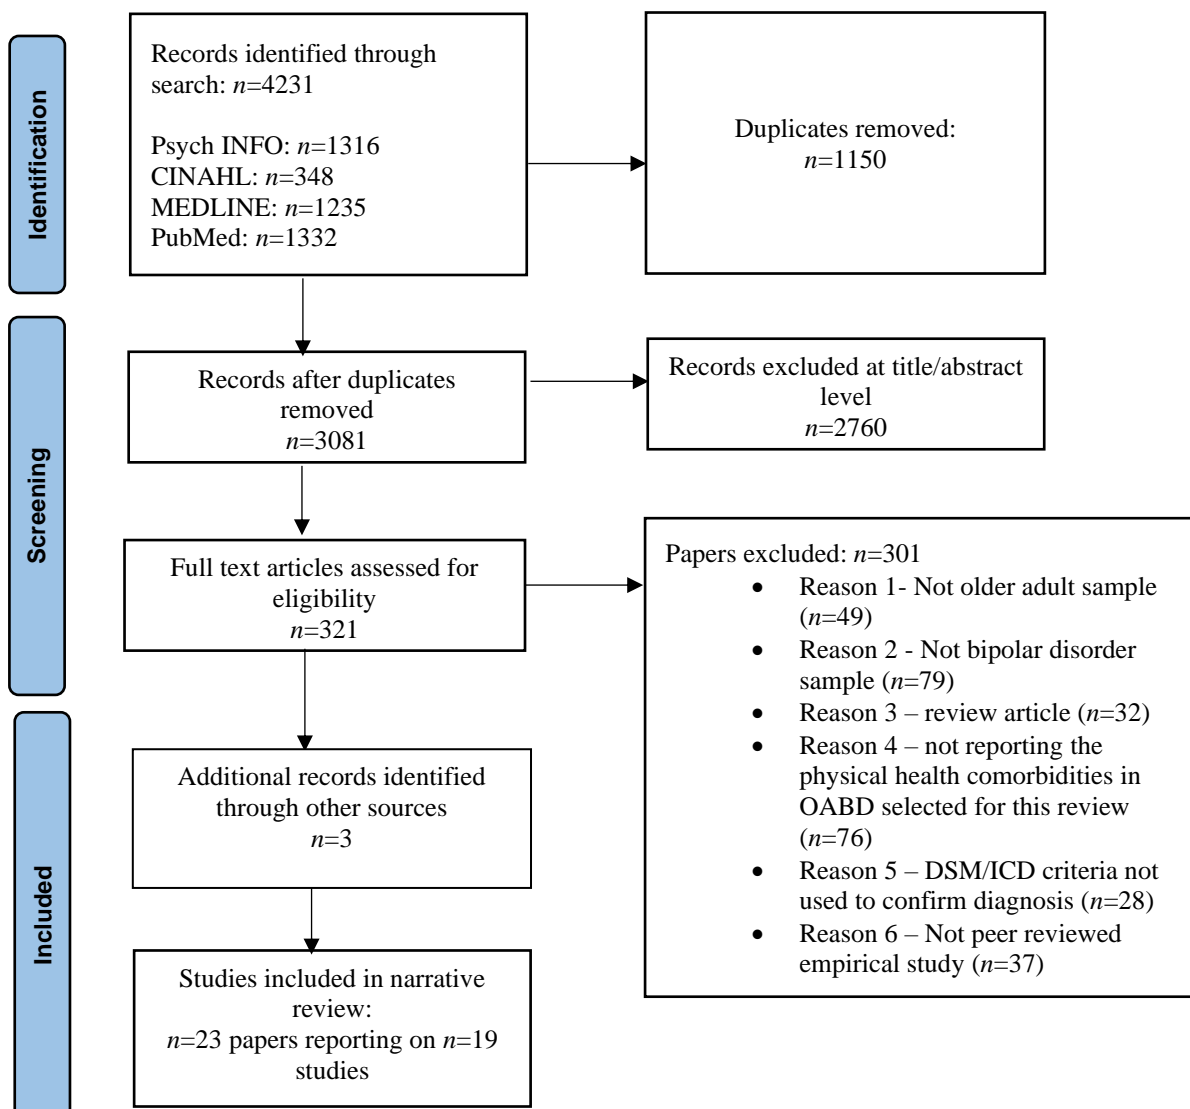 Identification
Records identified through
search: n=4231
Psych INFO: n=1316
CINAHL: n=348
MEDLINE: n=1235
PubMed: n=1332
Duplicates removed:
n=1150
Screening
Records after duplicates
removed
n=3081
Records excluded at title/abstract
level
n=2760
Full text articles assessed for
eligibility
n=321
Papers excluded: n=301
• Reason 1- Not older adult sample
(n=49)
• Reason 2 - Not bipolar disorder
sample (n=79)
• Reason 3 – review article (n=32)
• Reason 4 – not reporting the
physical health comorbidities in
OABD selected for this review
(n=76)
• Reason 5 – DSM/ICD criteria not
used to confirm diagnosis (n=28)
• Reason 6 – Not peer reviewed
empirical study (n=37)
Included
Additional records identified
through other sources
n=3
Studies included in narrative
review:
n=23 papers reporting on n=19
studies